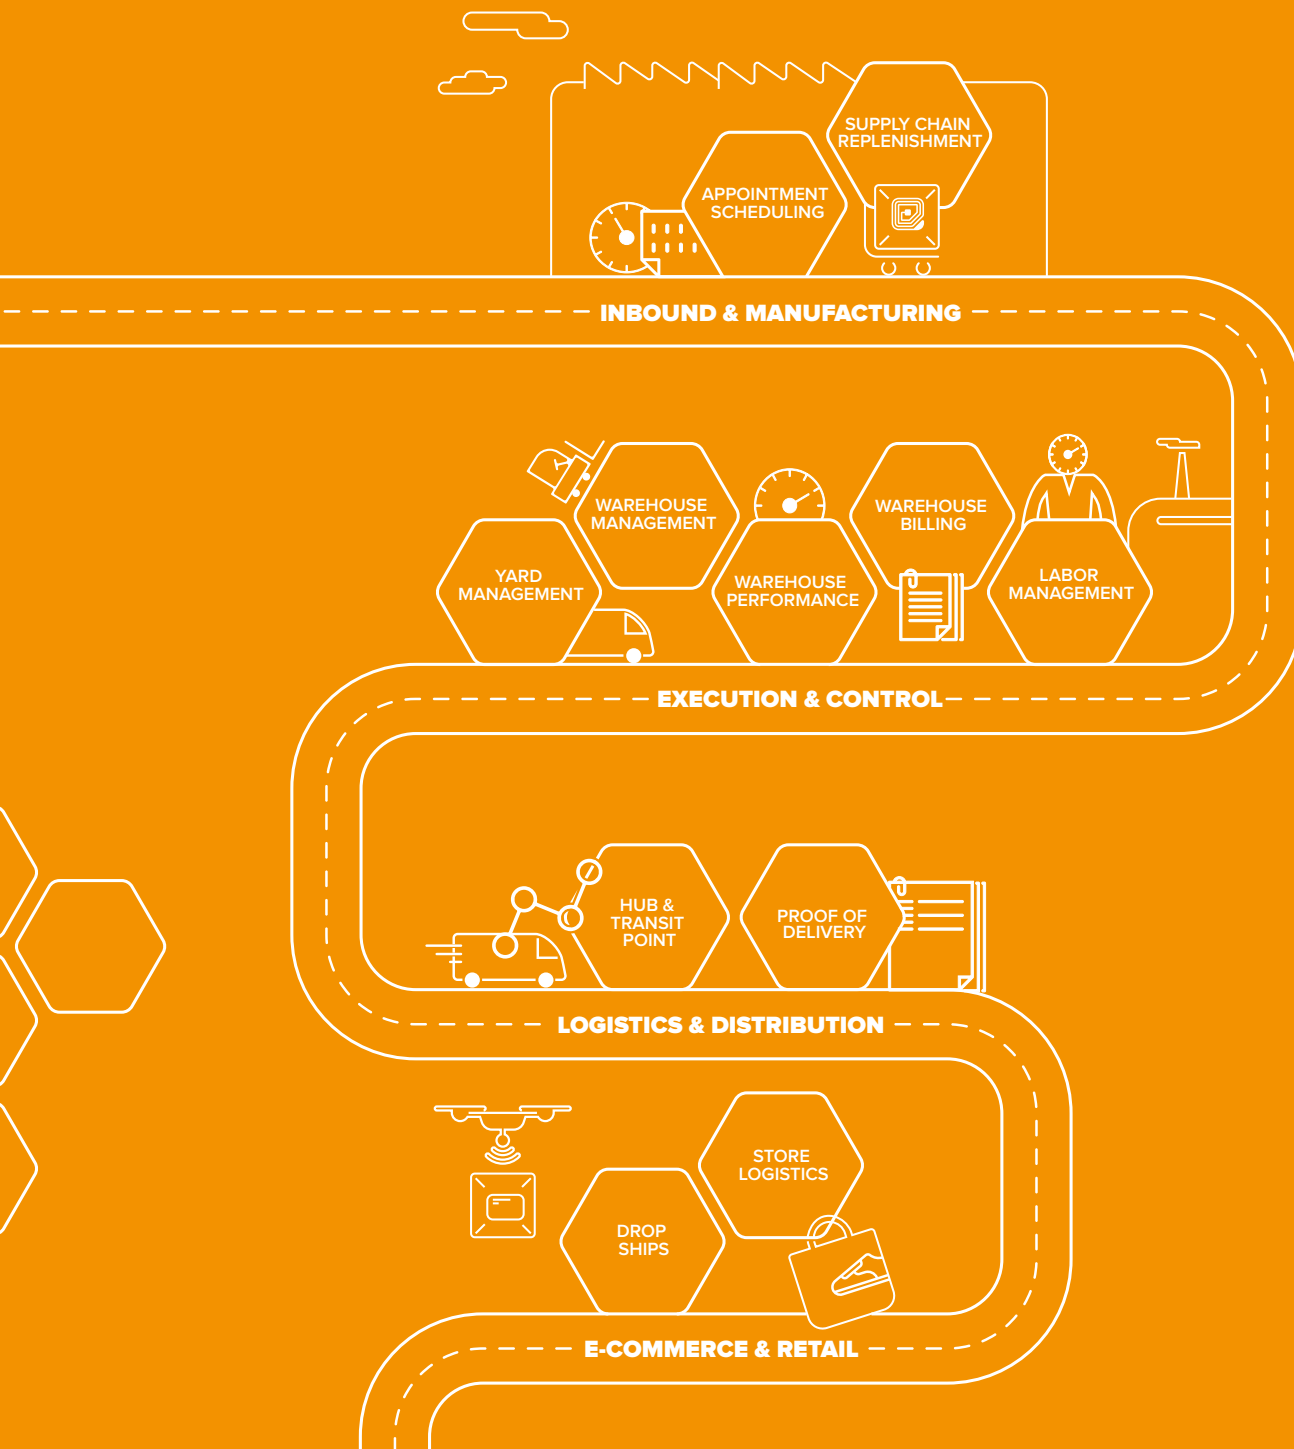 SUPPLY CHAIN
REPLENISHMENT
APPOINTMENT
SCHEDULING
INBOUND & MANUFACTURING
WAREHOUSE
MANAGEMENT
WAREHOUSE
BILLING
YARD
MANAGEMENT
WAREHOUSE
PERFORMANCE
LABOR
MANAGEMENT
EXECUTION & CONTROL
HUB &
TRANSIT
POINT
PROOF OF
DELIVERY
LOGISTICS & DISTRIBUTION
STORE
LOGISTICS
DROP
SHIPS
E-COMMERCE & RETAIL